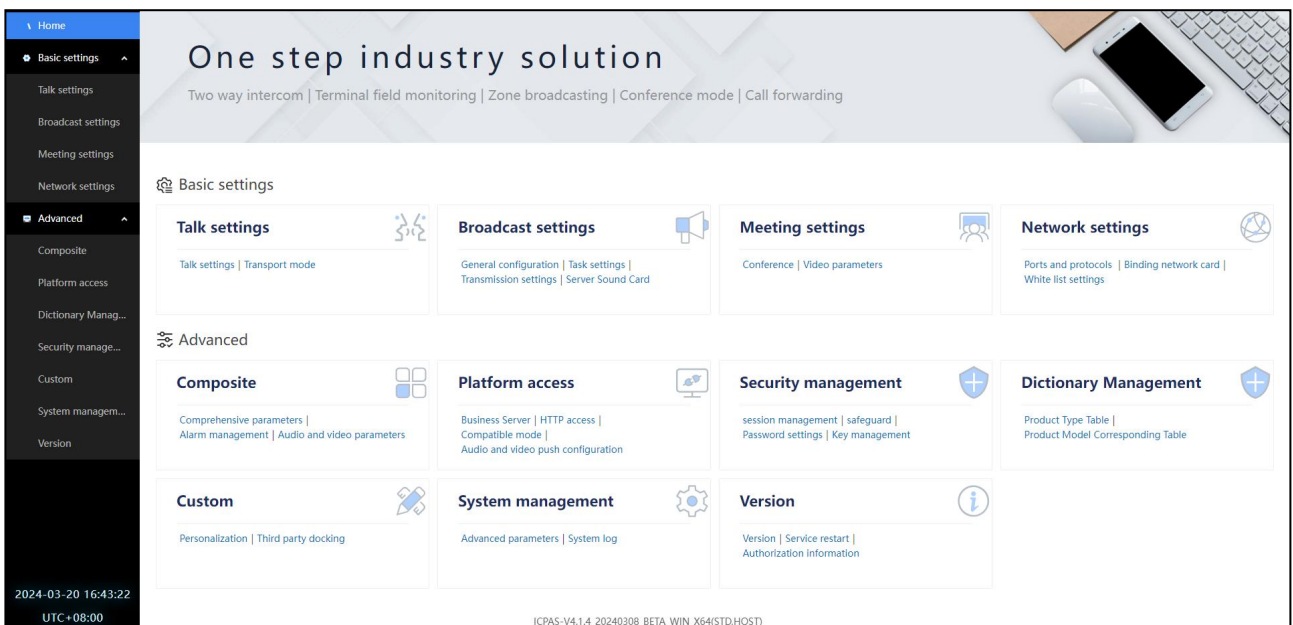 Home
Basic settings
Talk settings
Broadcast settings
Meeting settings
Network settings
Advanced
Composite
Platform access
Dictionary Manag...
Security manage...
Custom
System managem...
Version
2024-03-20 16:43:22
UTC+08:00
One step industry solution
Two way intercom | Terminal field monitoring | Zone broadcasting | Conference mode | Call forwarding
Basic settings
Talk settings
Talk settings | Transport mode
Broadcast settings
General configuration | Task settings |
Transmission settings | Server Sound Card
Meeting settings
Conference | Video parameters
Network settings
Ports and protocols | Binding network card |
White list settings
Advanced
Composite
Comprehensive parameters |
Alarm management | Audio and video parameters
Platform access
Business Server | HTTP access |
Compatible mode |
Audio and video push configuration
Security management
session management | safeguard |
Password settings | Key management
Dictionary Management
Product Type Table |
Product Model Corresponding Table
Custom
Personalization | Third party docking
System management
Advanced parameters | System log
Version
Version | Service restart |
Authorization information
ICPAS-V4.1.4_20240308_BETA_WIN_X64(STD.HOST)